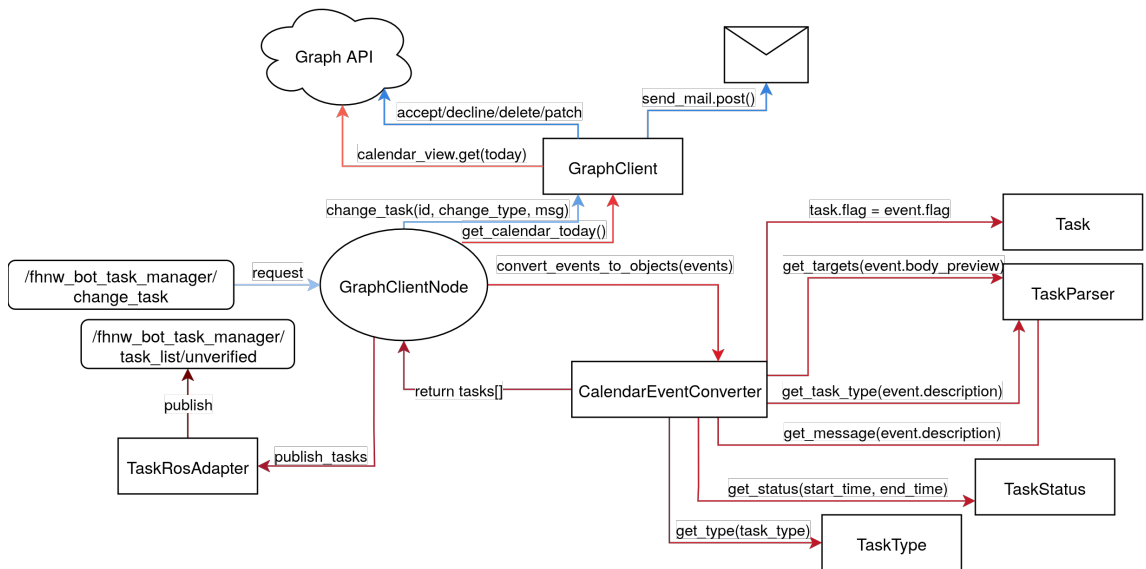 Graph API
send_mail.post()
accept/decline/delete/patch
calendar_view.get(today)
GraphClient
change_task(id, change_type, msg)
get_calendar_today()
task.flag = event.flag
Task
/fhnw_bot_task_manager/
change_task
request
GraphClientNode
convert_events_to_objects(events)
get_targets(event.body_preview)
TaskParser
/fhnw_bot_task_manager/
task_list/unverified
return tasks[]
CalendarEventConverter
get_task_type(event.description)
publish
get_message(event.description)
TaskRosAdapter
publish_tasks
get_status(start_time, end_time)
TaskStatus
get_type(task_type)
TaskType